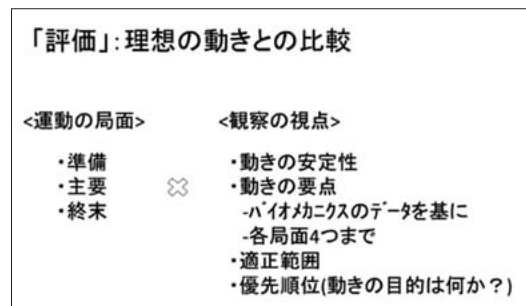 「評価」:理想の動きとの比較
<運動の局面>
・準備
・主要
・終末
<観察の視点>
・動きの安定性
・動きの要点
-バイオメカニクスのデータを基に
-各局面4つまで
・適正範囲
・優先順位(動きの目的は何か？)